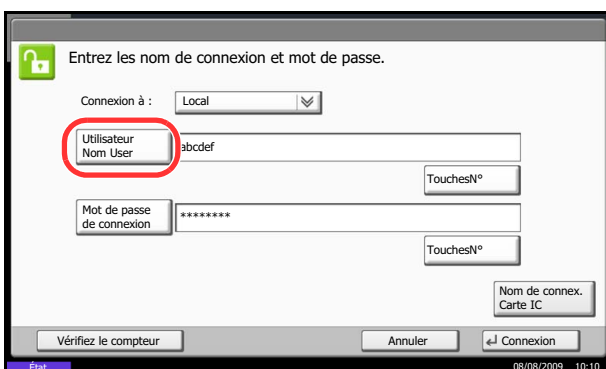 Entrez les nom de connexion et mot de passe.
Connexion à :
Local
Utilisateur
Nom User
abcdef
TouchesN°
Mot de passe
de connexion
********
TouchesN°
Nom de connex.
Carte IC
Vérifiez le compteur
Annuler
Connexion
État
08/08/2009 10:10